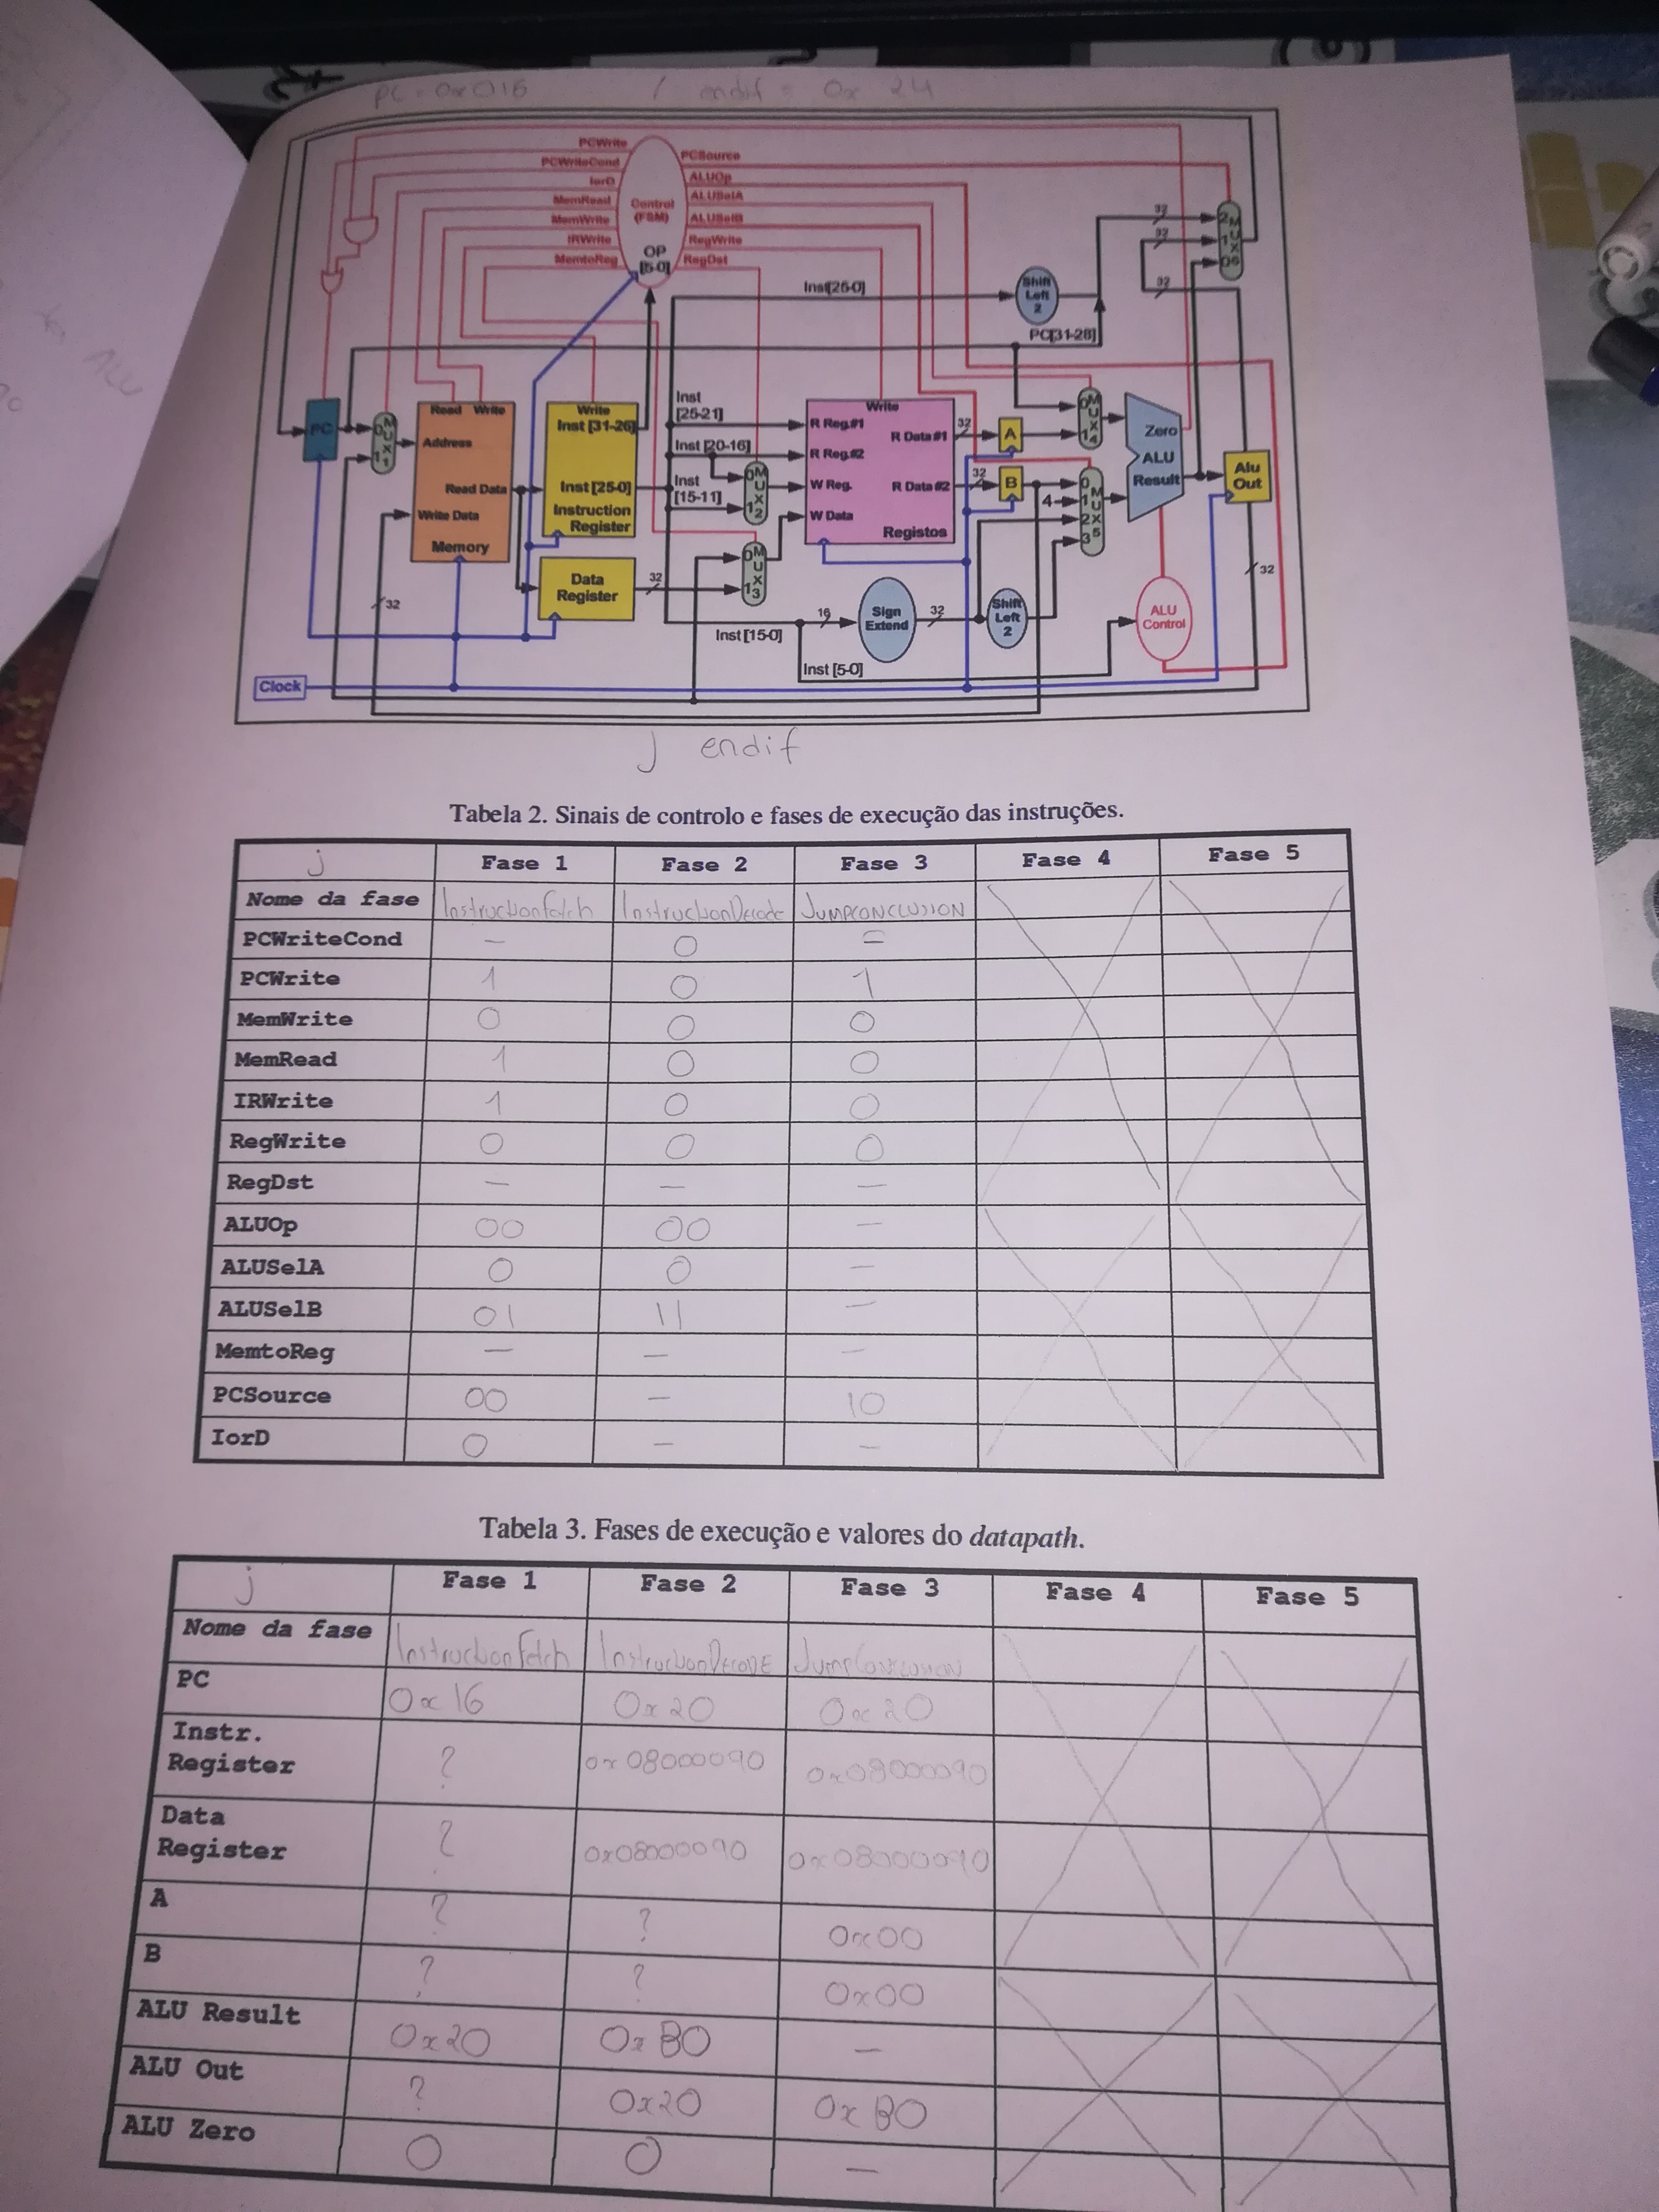 PC = 0x016 / endif = 0x 24
PCWrite
PCWriteCond
IorD
MemRead
MemWrite
IRWrite
MemtoReg
Control
(FSM)
OP
[5-0]
PCSource
ALUOp
ALUSelA
ALUSelB
RegWrite
RegDst
Inst[25-0]
Shift
Left
2
PC[31-28]
32
32
32
2 M
1 U
X
0 6
PC
0 M
U
X
1 1
Read Write
Address
Read Data
Write Data
Memory
Write
Inst [31-26]
Inst [25-0]
Instruction
Register
Data
Register
32
Inst
[25-21]
Inst [20-16]
Inst
[15-11]
0 M
U
X
1 2
0 M
U
X
1 3
Write
R Reg.#1
R Reg.#2
W Reg.
W Data
R Data #1
R Data #2
Registos
32
32
A
B
4
0 M
U
X
1 4
0
1 M
2 U
X
3 5
Zero
ALU
Result
Alu
Out
32
32
Inst [15-0]
16
Sign
Extend
32
Shift
Left
2
ALU
Control
Inst [5-0]
Clock
j endif
Tabela 2. Sinais de controlo e fases de execução das instruções.
j Fase 1 Fase 2 Fase 3 Fase 4 Fase 5
Nome da fase InstructionFetch InstructionDecode JUMPCONCLUSION
PCWriteCond — 0 =
PCWrite 1 0 1
MemWrite 0 0 0
MemRead 1 0 0
IRWrite 1 0 0
RegWrite 0 0 0
RegDst — — —
ALUOp 00 00 —
ALUSelA 0 0 —
ALUSelB 01 11 —
MemtoReg — — —
PCSource 00 — 10
IorD 0 — —
Tabela 3. Fases de execução e valores do datapath.
j Fase 1 Fase 2 Fase 3 Fase 4 Fase 5
Nome da fase InstructionFetch InstructionDECODE JumpConclusion
PC 0x16 0x20 0x20
Instr.
Register ? 0x08000090 0x08000090
Data
Register ? 0x08000090 0x08000090
A ? ? 0x00
B ? ? 0x00
ALU Result 0x20 0xB0 —
ALU Out ? 0x20 0xB0
ALU Zero 0 0 —